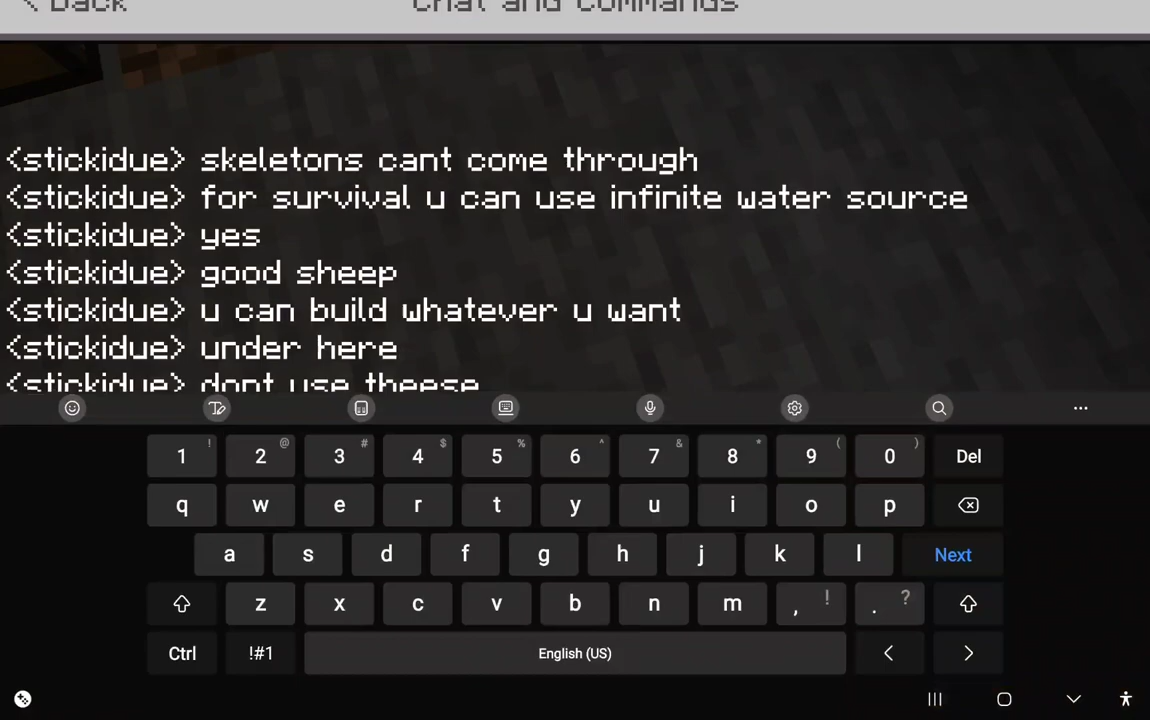 < Back Chat and Commands
<stickidue> skeletons cant come through
<stickidue> for survival u can use infinite water source
<stickidue> yes
<stickidue> good sheep
<stickidue> u can build whatever u want
<stickidue> under here
<stickidue> dont use theese
1 ! 2 @ 3 # 4 $ 5 % 6 ^ 7 & 8 * 9 ( 0 ) Del
q w e r t y u i o p
a s d f g h j k l Next
z x c v b n m , ! . ?
Ctrl !#1 English (US) < >